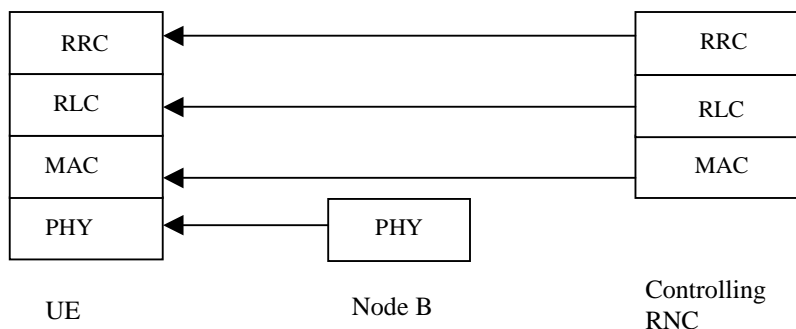 RRC
RRC
RLC
RLC
MAC
MAC
PHY
PHY
UE
Node B
Controlling
RNC